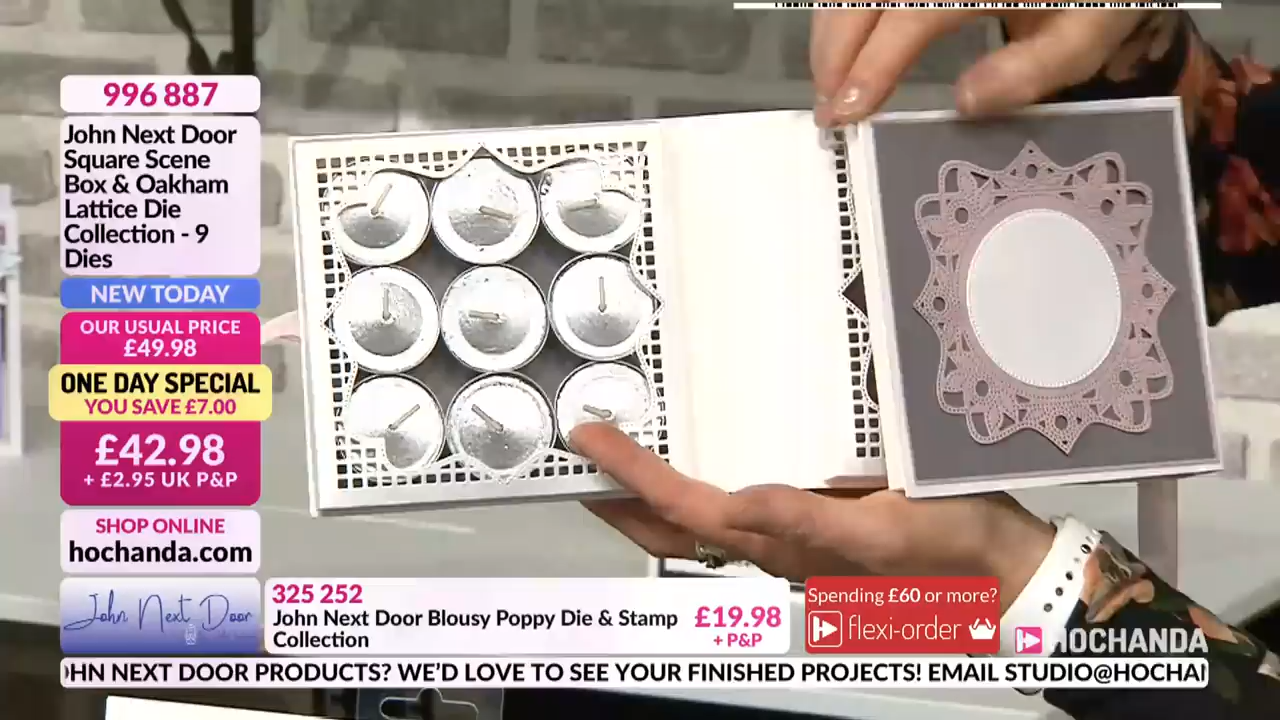 996 887
John Next Door
Square Scene
Box & Oakham
Lattice Die
Collection - 9
Dies
NEW TODAY
OUR USUAL PRICE
£49.98
ONE DAY SPECIAL
YOU SAVE £7.00
£42.98
+ £2.95 UK P&P
SHOP ONLINE
hochanda.com
John Next Door
325 252
John Next Door Blousy Poppy Die & Stamp
Collection
£19.98
+ P&P
Spending £60 or more?
flexi-order
HOCHANDA
OHN NEXT DOOR PRODUCTS? WE'D LOVE TO SEE YOUR FINISHED PROJECTS! EMAIL STUDIO@HOCHAN